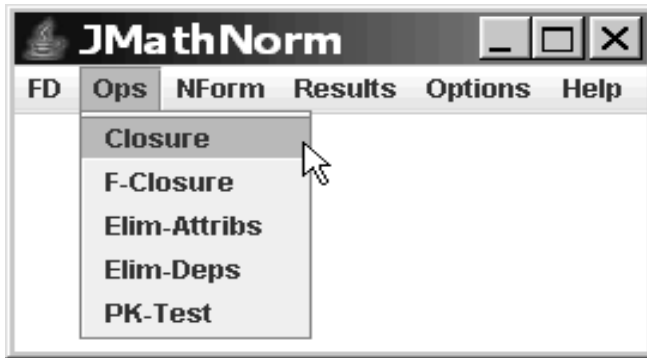 JMathNorm
FD Ops NForm Results Options Help
Closure
F-Closure
Elim-Attribs
Elim-Deps
PK-Test